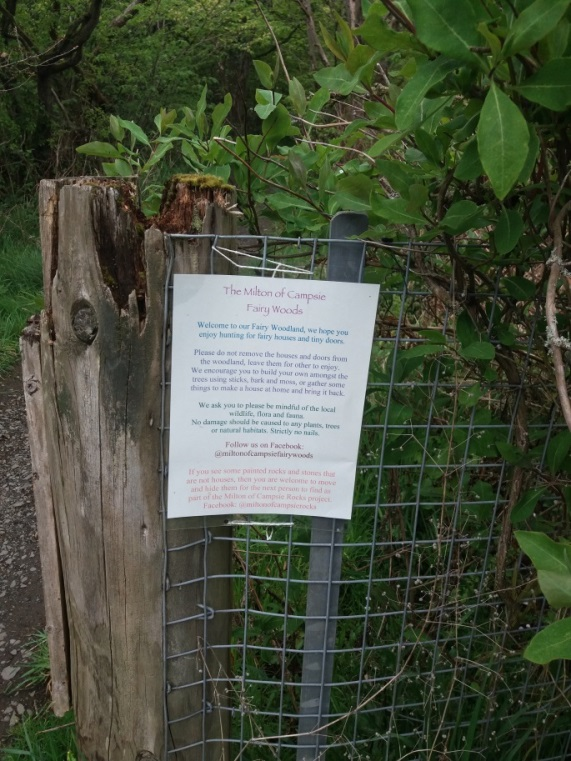 The Milton of Campsie
Fairy Woods
Welcome to our Fairy Woodland, we hope you
enjoy hunting for fairy houses and tiny doors.
Please do not remove the houses and doors from
the woodland, leave them for other to enjoy.
We encourage you to build your own amongst the
trees using sticks, bark and moss, or gather some
things to make a house at home and bring it back.
We ask you to please be mindful of the local
wildlife, flora and fauna.
No damage should be caused to any plants, trees
or natural habitats. Strictly no nails.
Follow us on Facebook:
@miltonofcampsiefairywoods
If you see some painted rocks and stones that
are not houses, then you are welcome to move
and hide them for the next person to find as
part of the Milton of Campsie Rocks project.
Facebook: @miltonofcampsierocks